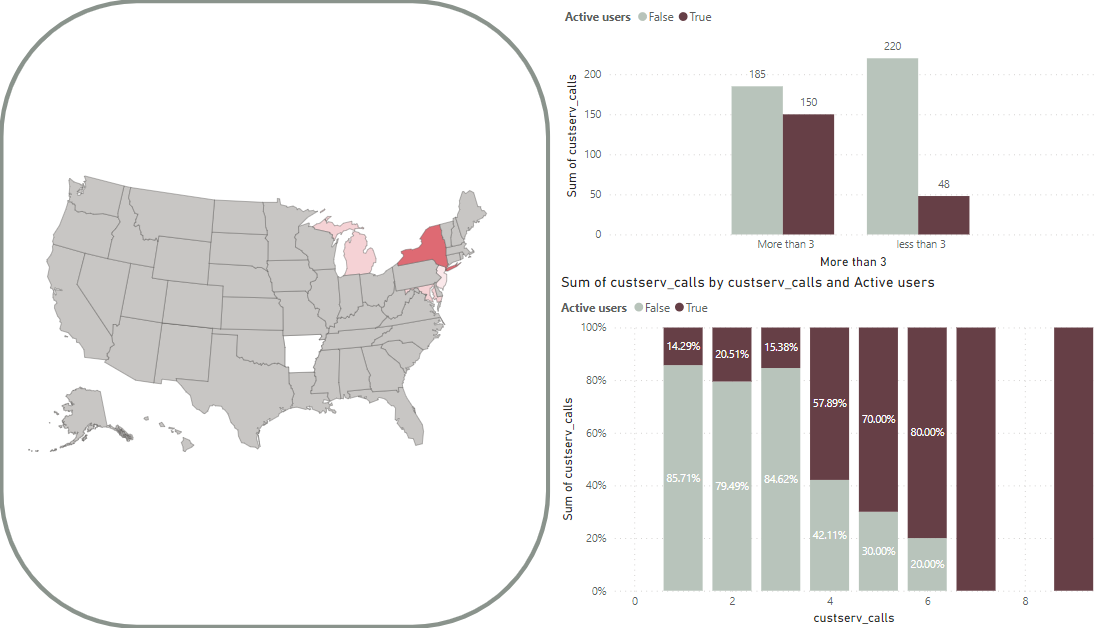 Active users False True
Sum of custserv_calls
200
150
100
50
0
185
150
220
48
More than 3
less than 3
More than 3
Sum of custserv_calls by custserv_calls and Active users
Active users False True
Sum of custserv_calls
100%
80%
60%
40%
20%
0%
14.29%
20.51%
15.38%
57.89%
70.00%
80.00%
85.71%
79.49%
84.62%
42.11%
30.00%
20.00%
0 2 4 6 8
custserv_calls